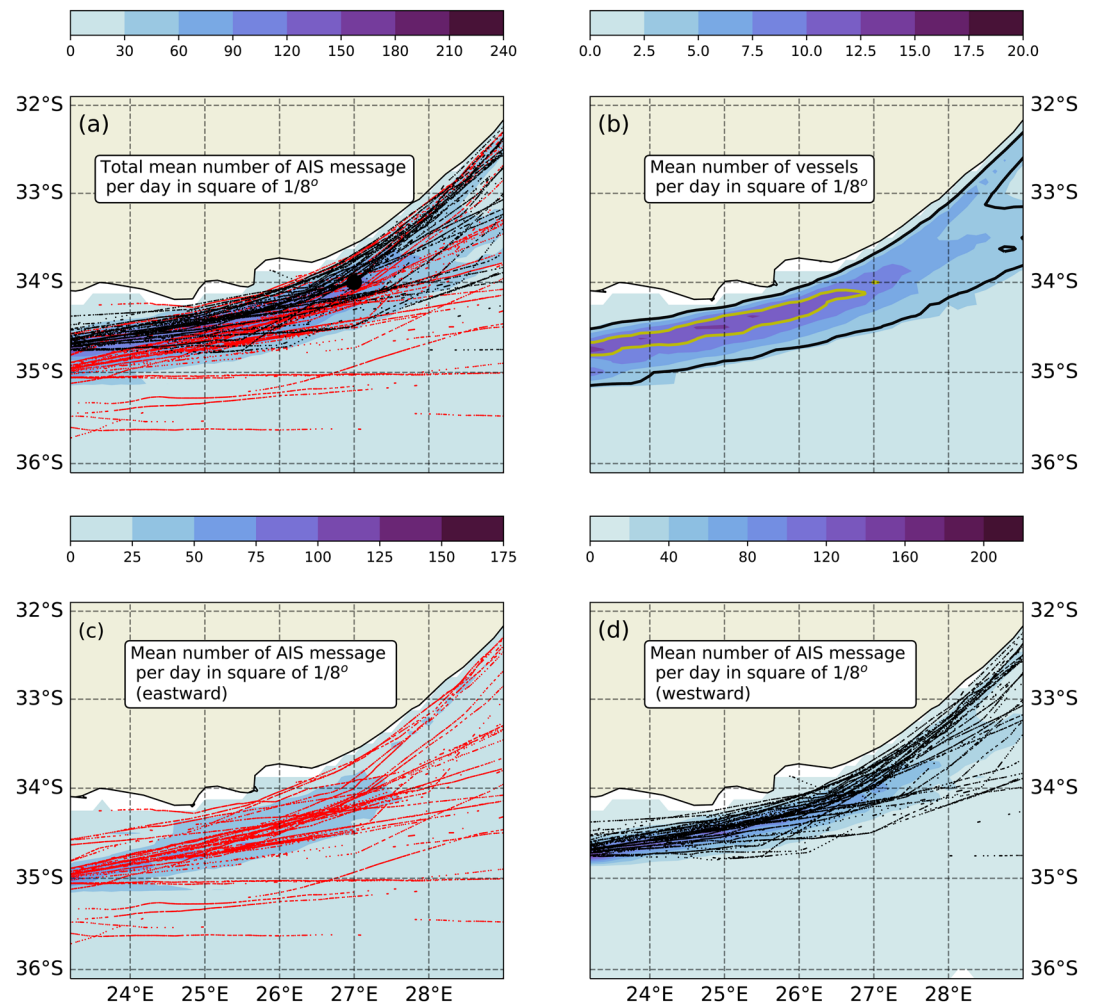 0 30 60 90 120 150 180 210 240
0.0 2.5 5.0 7.5 10.0 12.5 15.0 17.5 20.0
32°S
33°S
34°S
35°S
36°S
(a)
Total mean number of AIS message
per day in square of 1/8º
(b)
Mean number of vessels
per day in square of 1/8º
32°S
33°S
34°S
35°S
36°S
0 25 50 75 100 125 150 175
0 40 80 120 160 200
32°S
33°S
34°S
35°S
36°S
(c)
Mean number of AIS message
per day in square of 1/8º
(eastward)
24°E 25°E 26°E 27°E 28°E
(d)
Mean number of AIS message
per day in square of 1/8º
(westward)
32°S
33°S
34°S
35°S
36°S
24°E 25°E 26°E 27°E 28°E